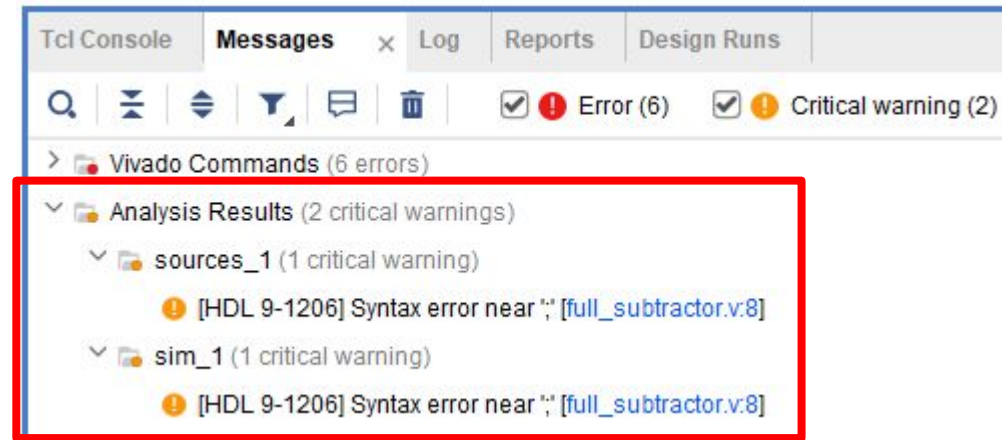 Tcl Console Messages × Log Reports Design Runs
Error (6) Critical warning (2)
Vivado Commands (6 errors)
Analysis Results (2 critical warnings)
sources_1 (1 critical warning)
[HDL 9-1206] Syntax error near ';' [full_subtractor.v:8]
sim_1 (1 critical warning)
[HDL 9-1206] Syntax error near ';' [full_subtractor.v:8]